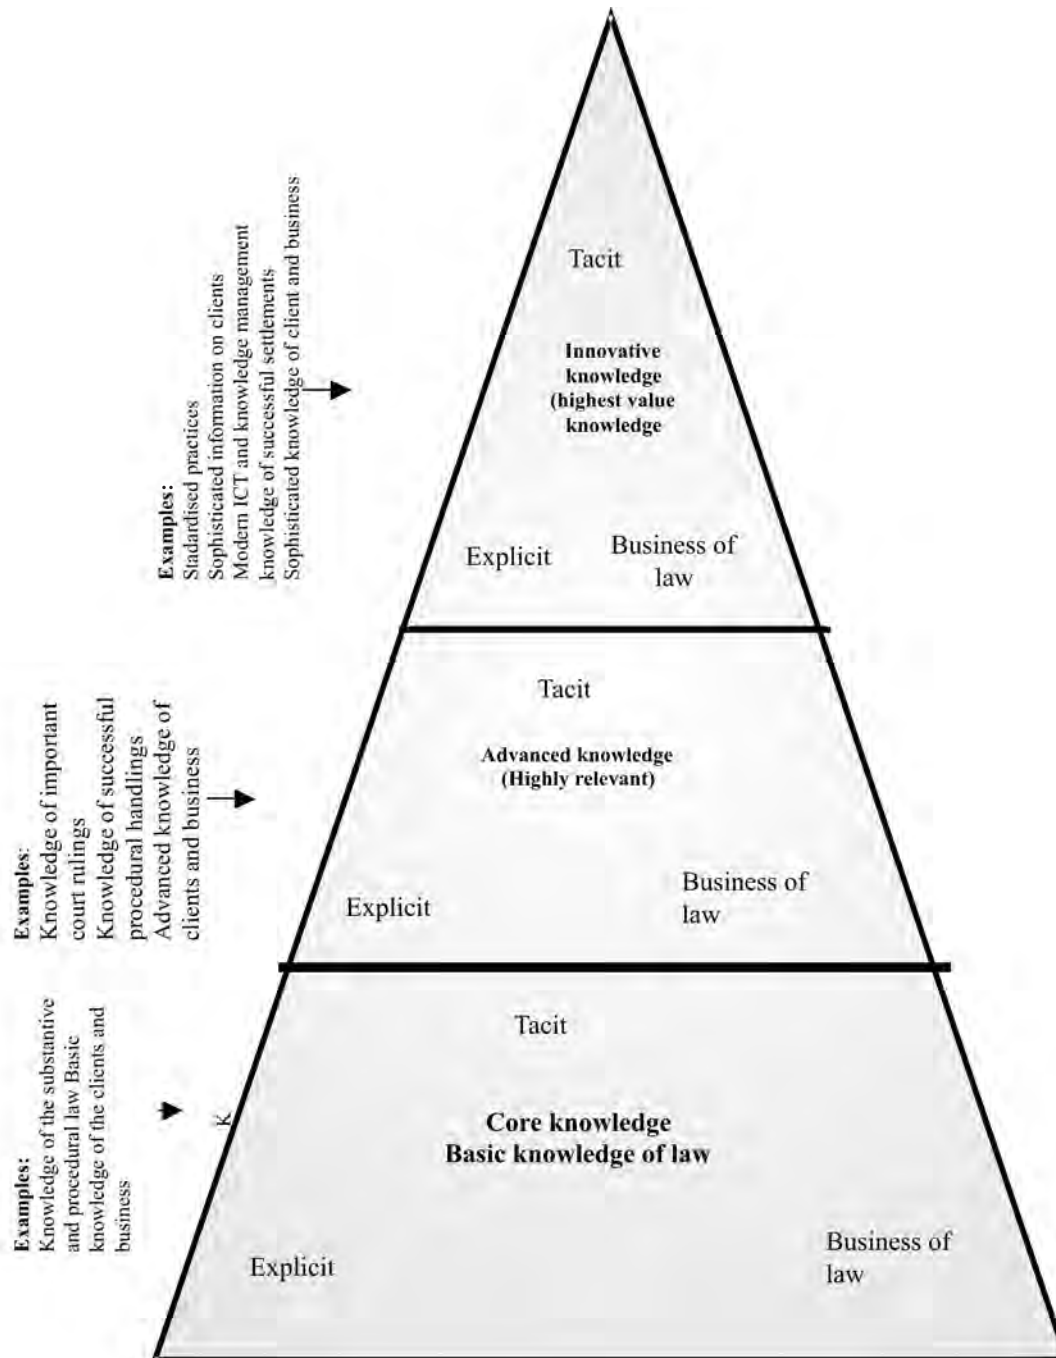 Examples:
Stadardised practices
Sophisticated information on clients
Modern ICT and knowledge management
knowledge of successful settlements
Sophisticated knowledge of client and business
Tacit
Innovative
knowledge
(highest value
knowledge
Explicit
Business of
law
Examples:
Knowledge of important
court rulings
Knowledge of successful
procedural handlings
Advanced knowledge of
clients and business
Tacit
Advanced knowledge
(Highly relevant)
Explicit
Business of
law
Examples:
Knowledge of the substantive
and procedural law Basic
knowledge of the clients and
business
K
Tacit
Core knowledge
Basic knowledge of law
Explicit
Business of
law